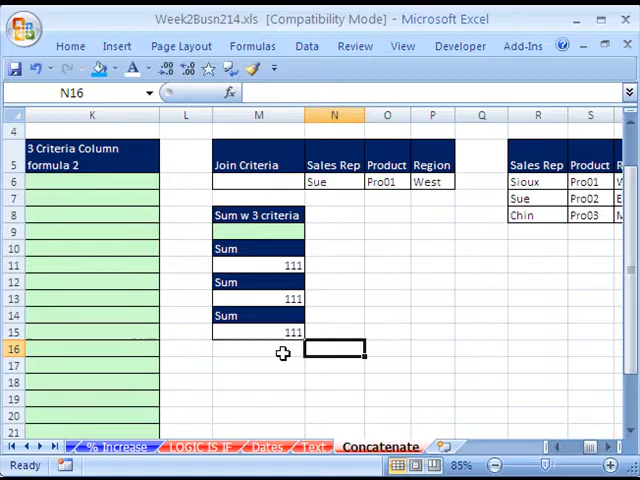 Week2Busn214.xls [Compatibility Mode] - Microsoft Excel
Home Insert Page Layout Formulas Data Review View Developer Add-Ins
N16 fx
K L M N O P Q R S
4
5 3 Criteria Column formula 2 Join Criteria Sales Rep Product Region Sales Rep Product
6 Sue Pro01 West Sioux Pro01 W
7 Sue Pro02 E
8 Sum w 3 criteria Chin Pro03
9
10 Sum
11 111
12 Sum
13 111
14 Sum
15 111
16
17
18
19
20
21
% Increase LOGIC IS IF Dates Text Concatenate
Ready 85%